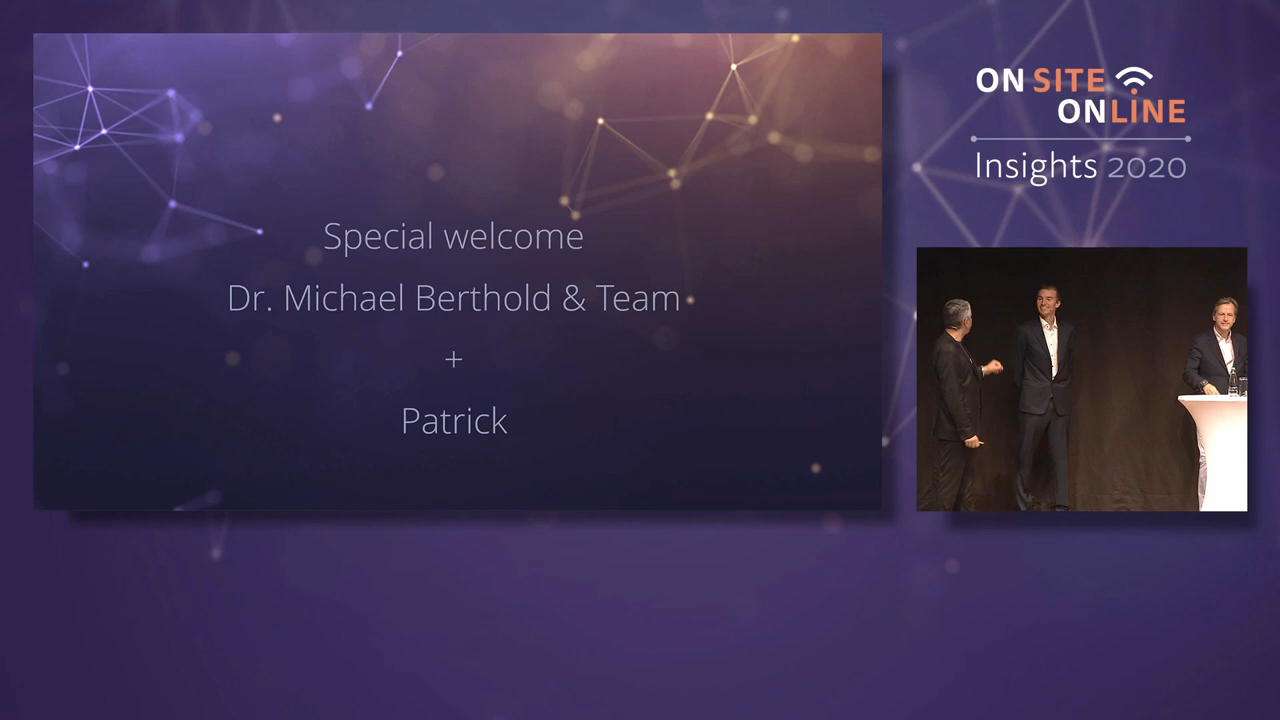 Special welcome
Dr. Michael Berthold & Team
+
Patrick
ON SITE
ONLINE
Insights 2020